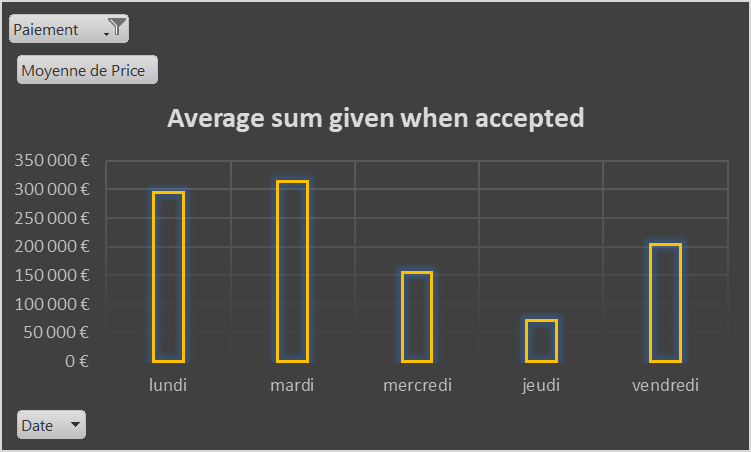 Paiement
Moyenne de Price
Average sum given when accepted
350 000 €
300 000 €
250 000 €
200 000 €
150 000 €
100 000 €
50 000 €
0 €
lundi mardi mercredi jeudi vendredi
Date